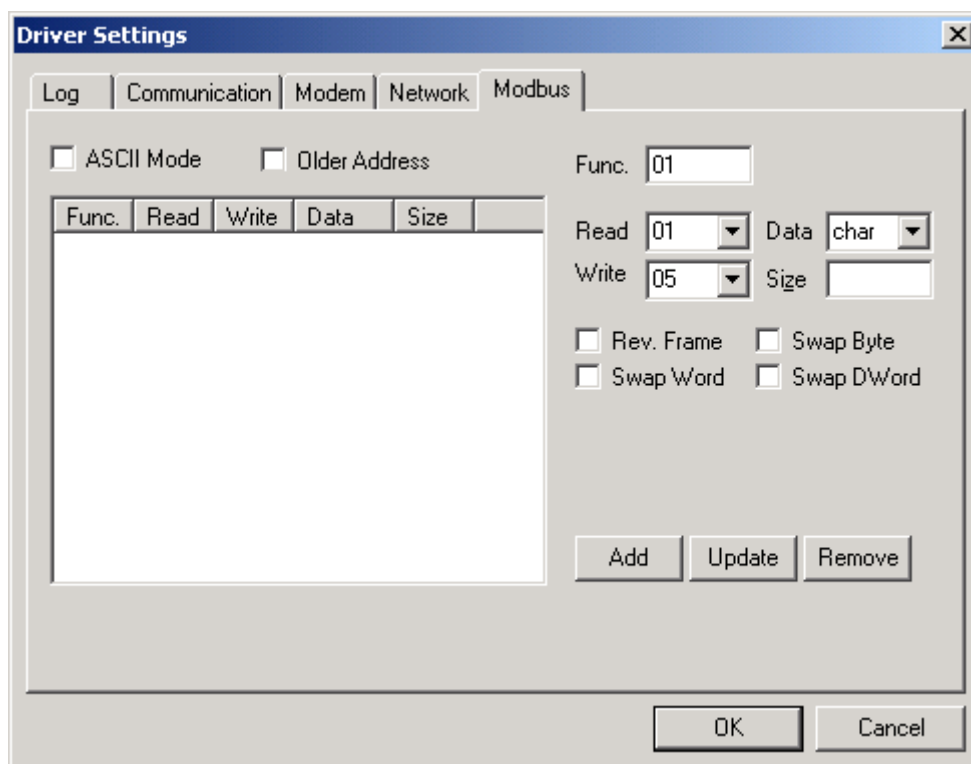 Driver Settings
Log Communication Modem Network Modbus
ASCII Mode Older Address
Func. 01
Func. Read Write Data Size
Read 01 Data char
Write 05 Size
Rev. Frame Swap Byte
Swap Word Swap DWord
Add Update Remove
OK Cancel